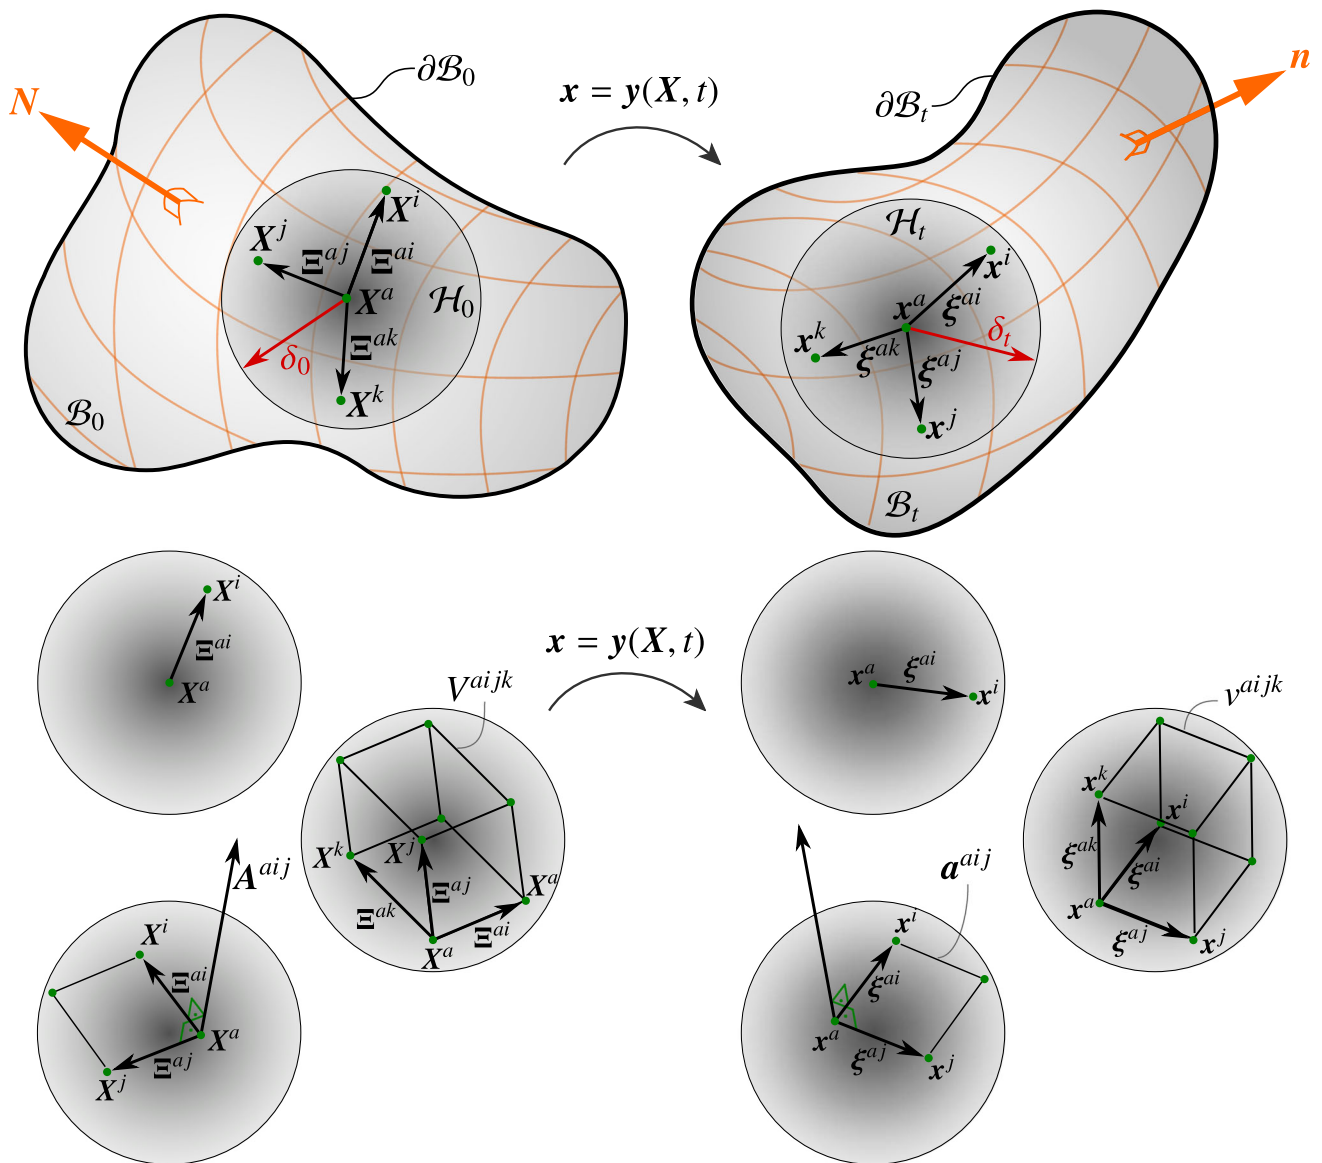 ∂ℬ₀
x = y(X, t)
n
N
∂ℬₜ
Xⁱ
ℋₜ
Xʲ
Ξᵃʲ
Ξᵃⁱ
xⁱ
Xᵃ
ℋ₀
xᵃ
ξᵃⁱ
δₜ
xᵏ
Ξᵃᵏ
δ₀
ξᵃᵏ
ξᵃʲ
Xᵏ
ℬ₀
xʲ
ℬₜ
Xⁱ
Ξᵃⁱ
Xᵃ
x = y(X, t)
xᵃ
ξᵃⁱ
xⁱ
Vᵃⁱʲᵏ
vᵃⁱʲᵏ
Xᵏ
Xʲ
Xᵃ
Ξᵃʲ
Ξᵃᵏ
Ξᵃⁱ
Xᵃ
xᵏ
xⁱ
ξᵃᵏ
ξᵃⁱ
xᵃ
ξᵃʲ
xʲ
Aᵃⁱʲ
Xⁱ
Ξᵃⁱ
Xᵃ
Ξᵃʲ
Xʲ
aᵃⁱʲ
xⁱ
ξᵃⁱ
xᵃ
ξᵃʲ
xʲ